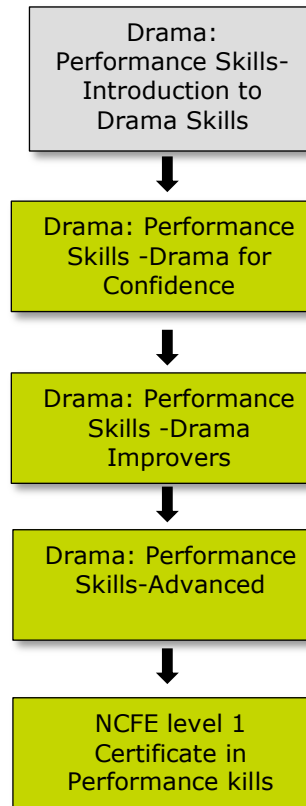 Drama:
Performance Skills-
Introduction to
Drama Skills
Drama: Performance
Skills -Drama for
Confidence
Drama: Performance
Skills -Drama
Improvers
Drama: Performance
Skills-Advanced
NCFE level 1
Certificate in
Performance kills